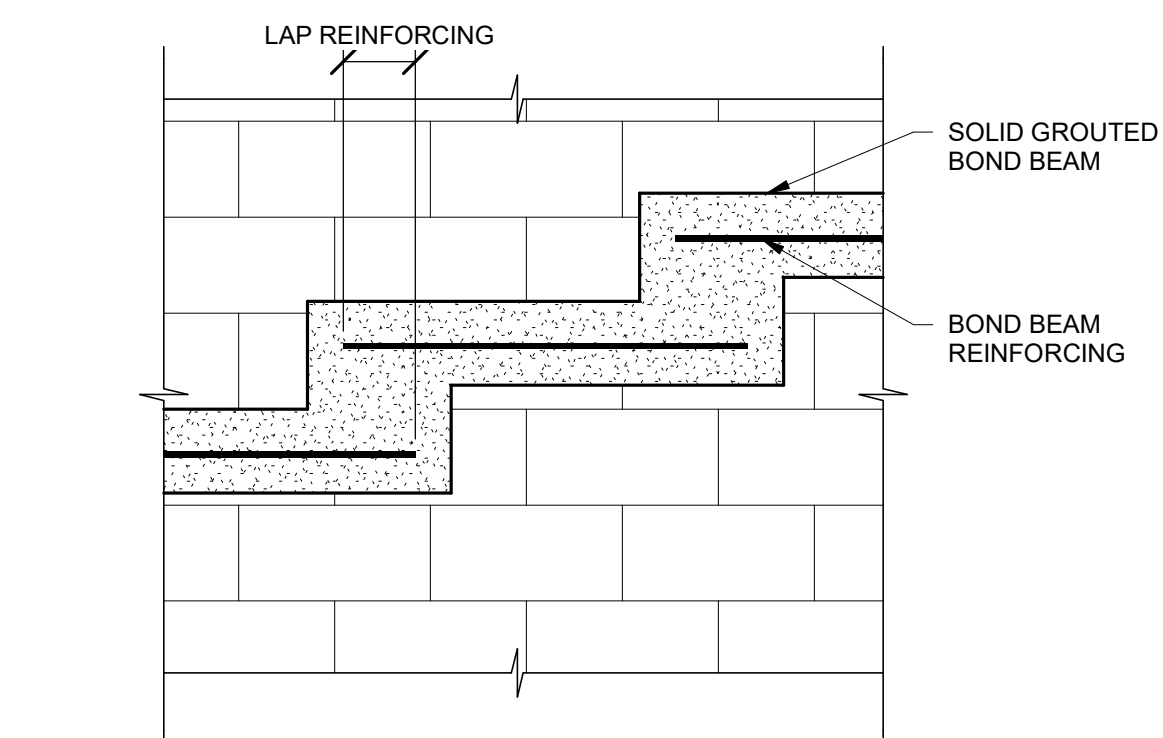 LAP REINFORCING
SOLID GROUTED
BOND BEAM
BOND BEAM
REINFORCING